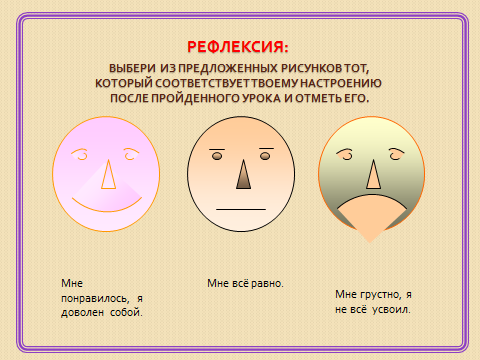 РЕФЛЕКСИЯ:
ВЫБЕРИ ИЗ ПРЕДЛОЖЕННЫХ РИСУНКОВ ТОТ,
КОТОРЫЙ СООТВЕТСТВУЕТ ТВОЕМУ НАСТРОЕНИЮ
ПОСЛЕ ПРОЙДЕННОГО УРОКА И ОТМЕТЬ ЕГО.
Мне
понравилось, я
доволен собой.
Мне всё равно.
Мне грустно, я
не всё усвоил.